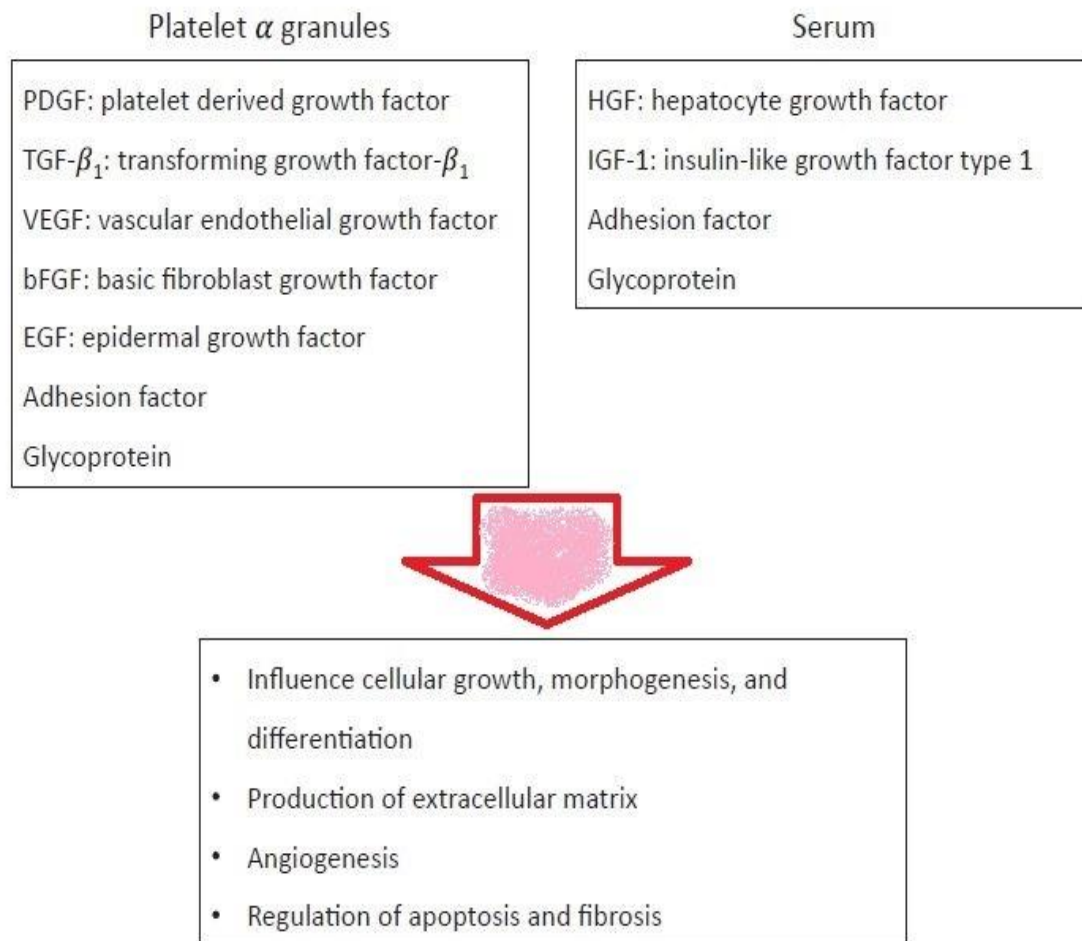 Platelet α granules
PDGF: platelet derived growth factor
TGF-β₁: transforming growth factor-β₁
VEGF: vascular endothelial growth factor
bFGF: basic fibroblast growth factor
EGF: epidermal growth factor
Adhesion factor
Glycoprotein
Serum
HGF: hepatocyte growth factor
IGF-1: insulin-like growth factor type 1
Adhesion factor
Glycoprotein
• Influence cellular growth, morphogenesis, and
differentiation
• Production of extracellular matrix
• Angiogenesis
• Regulation of apoptosis and fibrosis